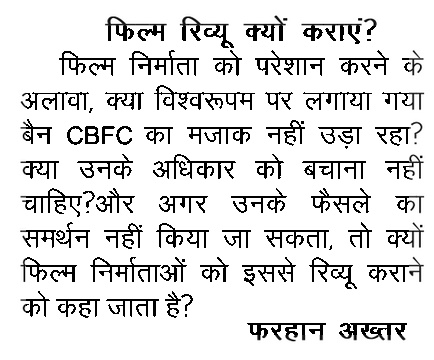 फिल्म रिव्यू क्यों कराएं?
फिल्म निर्माता को परेशान करने के
अलावा, क्या विश्वरूपम पर लगाया गया
बैन CBFC का मजाक नहीं उड़ा रहा?
क्या उनके अधिकार को बचाना नहीं
चाहिए?और अगर उनके फैसले का
समर्थन नहीं किया जा सकता, तो क्यों
फिल्म निर्माताओं को इससे रिव्यू कराने
को कहा जाता है?
फरहान अख्तर